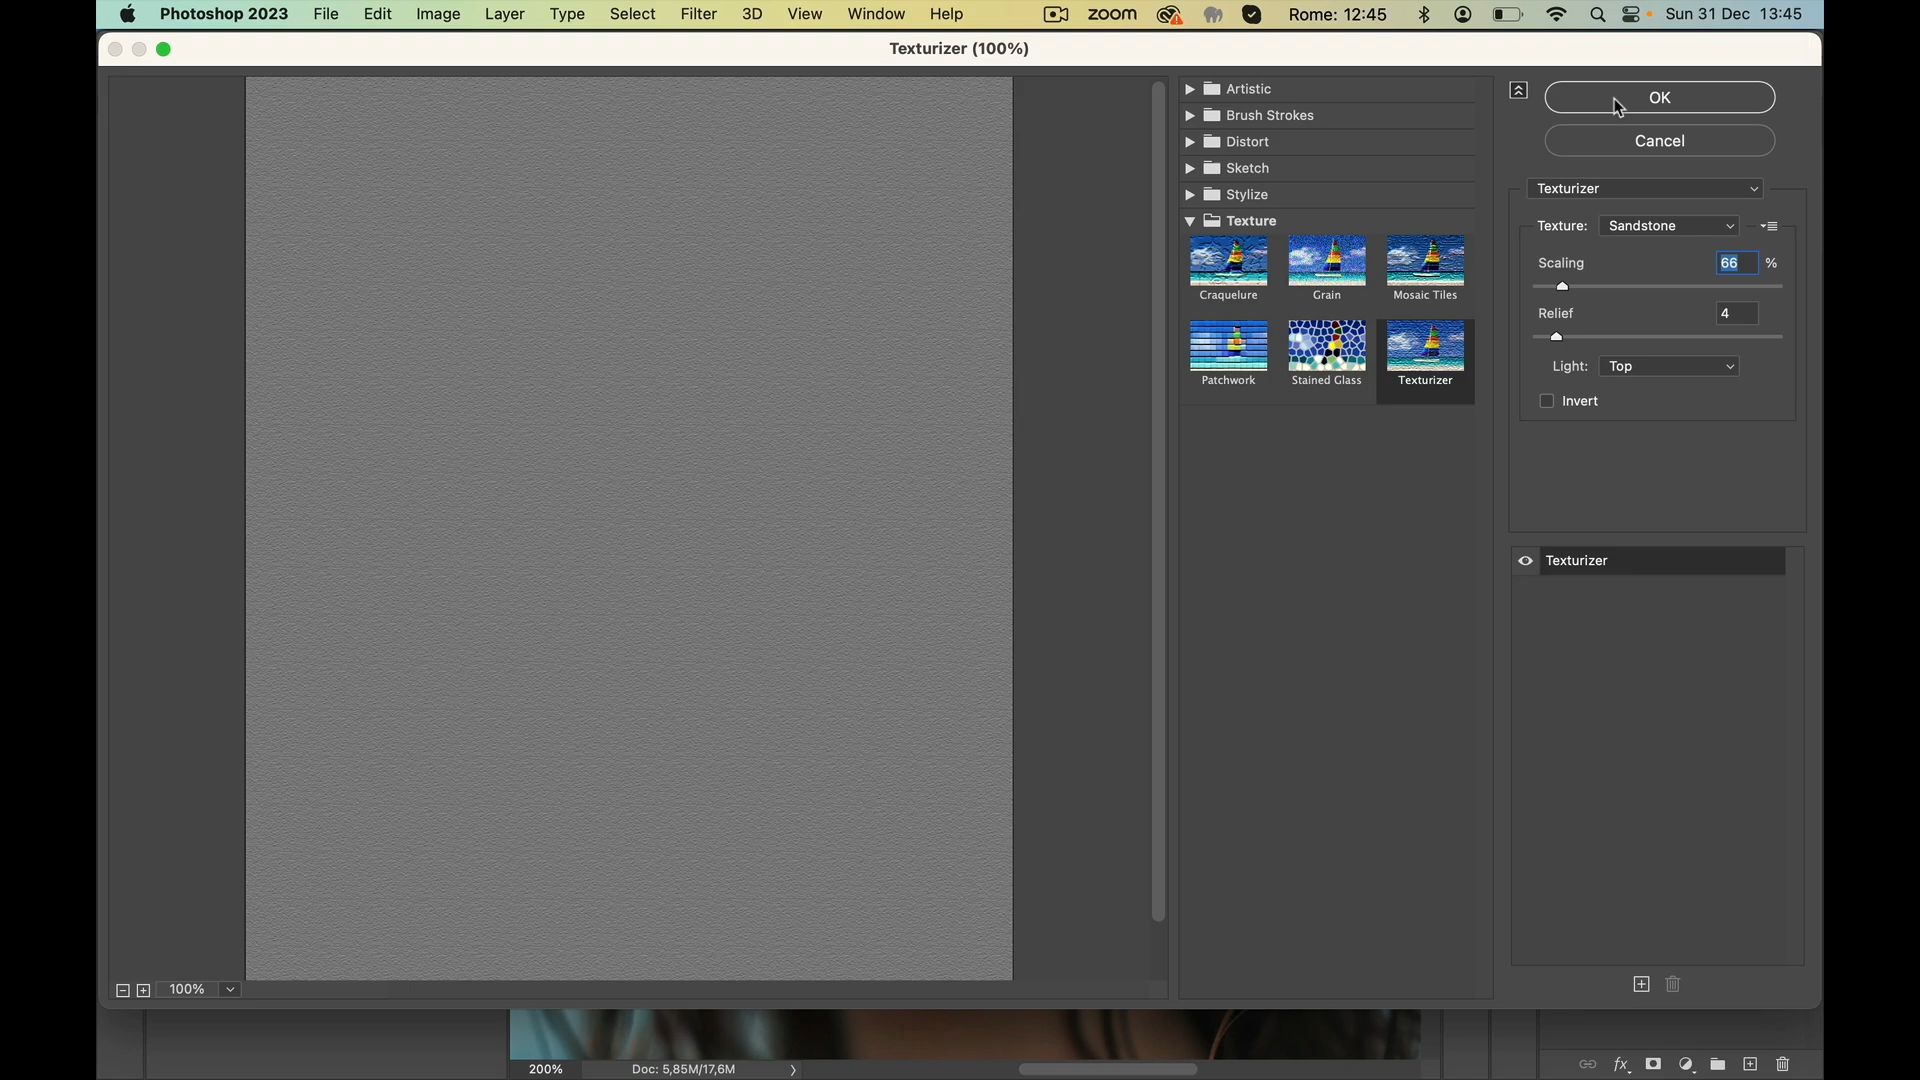 Photoshop 2023 File Edit Image Layer Type Select Filter 3D View Window Help zoom Rome: 12:45 Sun 31 Dec 13:45
Texturizer (100%)
Artistic
Brush Strokes
Distort
Sketch
Stylize
Texture
Craquelure Grain Mosaic Tiles
Patchwork Stained Glass Texturizer
OK
Cancel
Texturizer
Texture: Sandstone
Scaling 66 %
Relief 4
Light: Top
Invert
Texturizer
100%
200% Doc: 5,85M/17,6M
fx